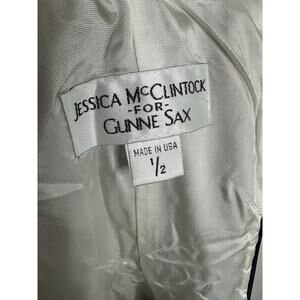 JESSICA McCLINTOCK
-FOR-
GUNNE SAX
MADE IN USA
1/2